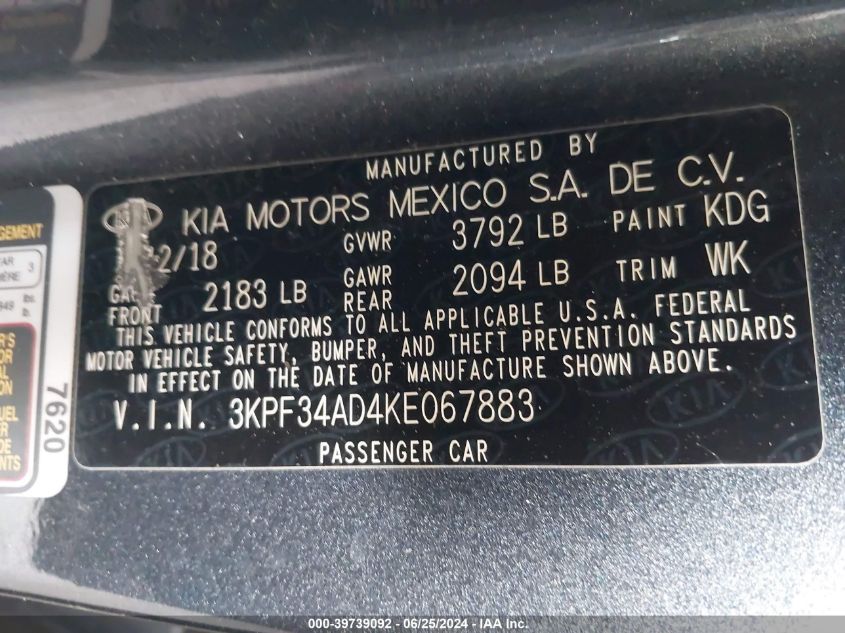 MANUFACTURED BY
KIA KIA MOTORS MEXICO S.A. DE C.V.
2/18 GVWR 3792 LB PAINT KDG
2183 LB GAWR 2094 LB TRIM WK
FRONT REAR
THIS VEHICLE CONFORMS TO ALL APPLICABLE U.S.A. FEDERAL
MOTOR VEHICLE SAFETY, BUMPER, AND THEFT PREVENTION STANDARDS
IN EFFECT ON THE DATE OF MANUFACTURE SHOWN ABOVE.
V.I.N. 3KPF34AD4KE067883
PASSENGER CAR
3
lbs.
7620
000-39739092 - 06/25/2024 - IAA Inc.